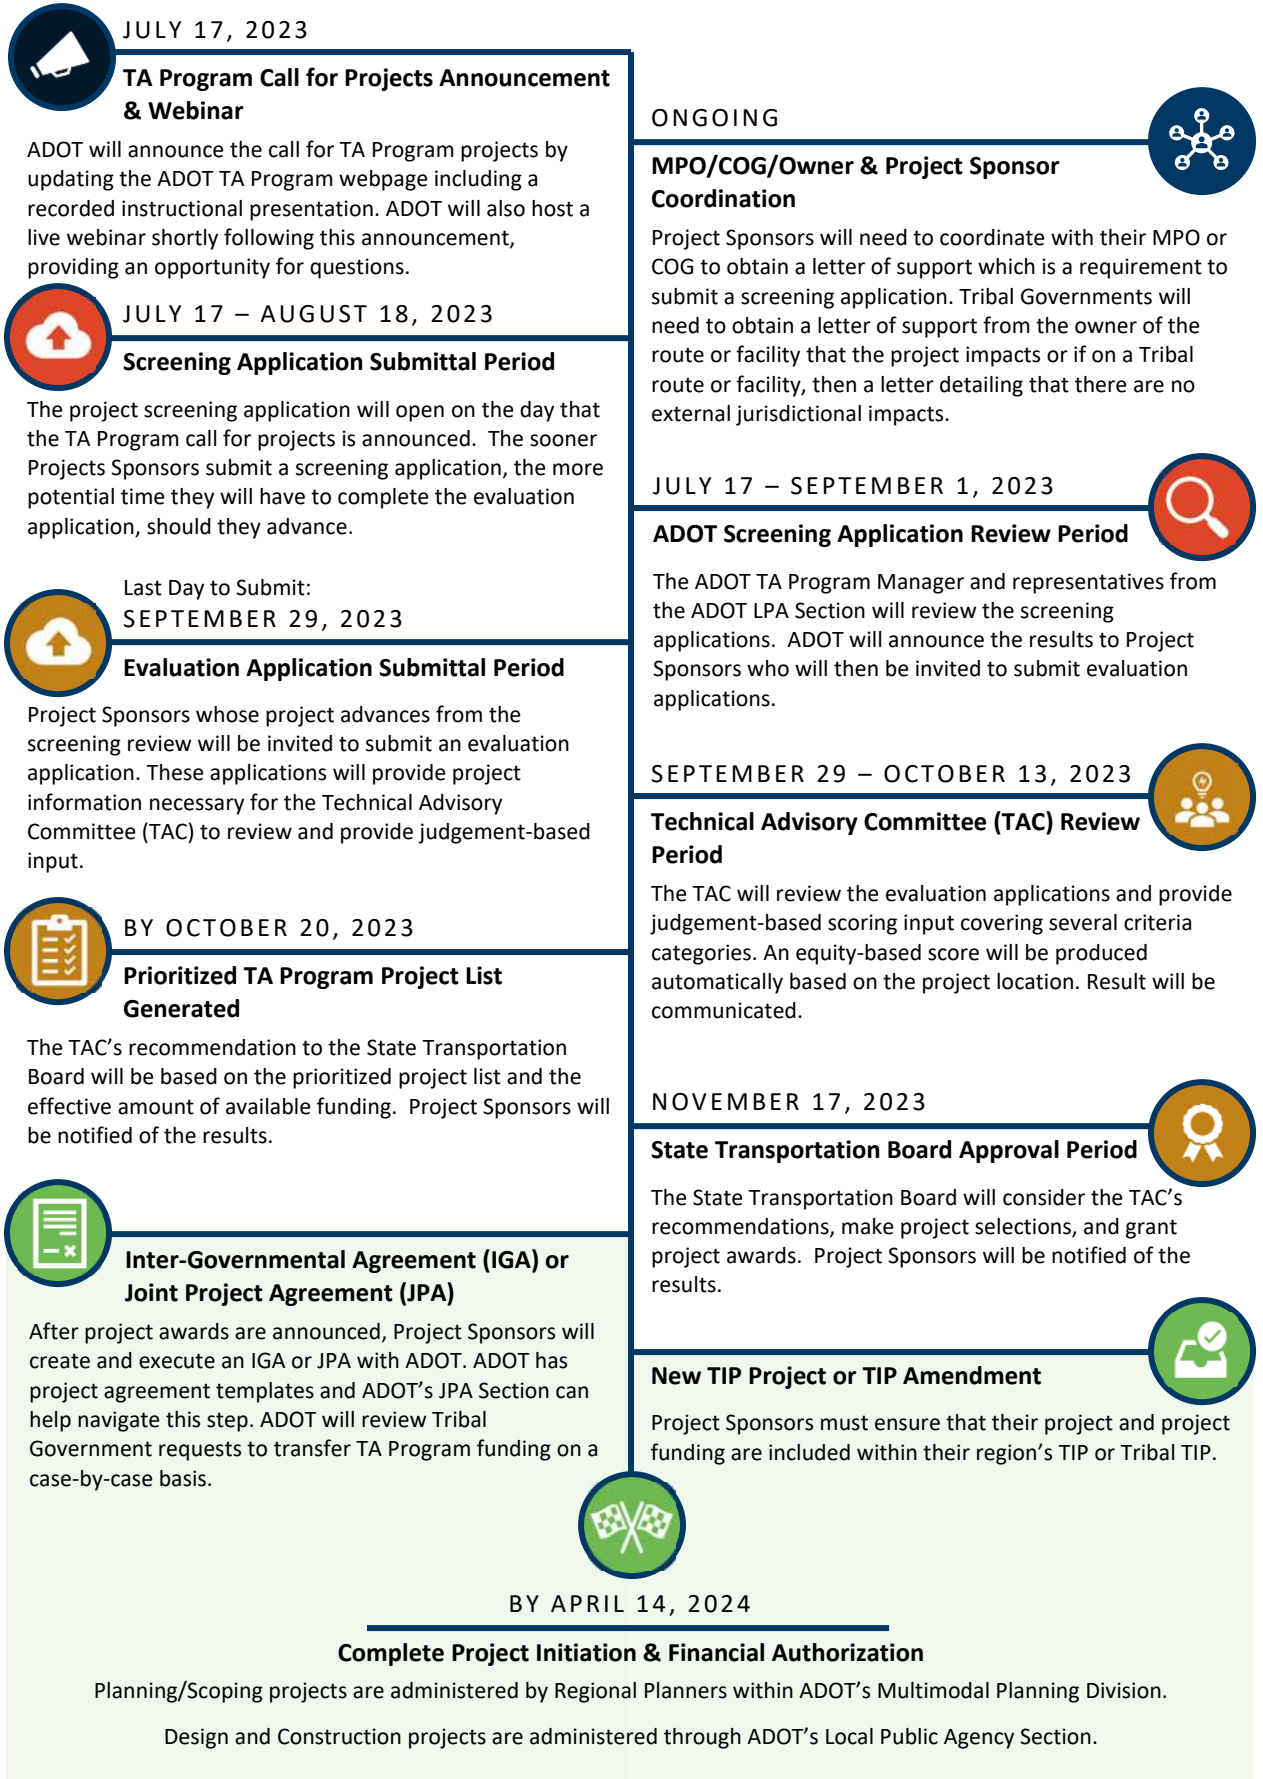 JULY 17, 2023
TA Program Call for Projects Announcement
& Webinar
ADOT will announce the call for TA Program projects by
updating the ADOT TA Program webpage including a
recorded instructional presentation. ADOT will also host a
live webinar shortly following this announcement,
providing an opportunity for questions.
ONGOING
MPO/COG/Owner & Project Sponsor
Coordination
Project Sponsors will need to coordinate with their MPO or
COG to obtain a letter of support which is a requirement to
submit a screening application. Tribal Governments will
need to obtain a letter of support from the owner of the
route or facility that the project impacts or if on a Tribal
route or facility, then a letter detailing that there are no
external jurisdictional impacts.
JULY 17 – AUGUST 18, 2023
Screening Application Submittal Period
The project screening application will open on the day that
the TA Program call for projects is announced.  The sooner
Projects Sponsors submit a screening application, the more
potential time they will have to complete the evaluation
application, should they advance.
JULY 17 – SEPTEMBER 1, 2023
ADOT Screening Application Review Period
The ADOT TA Program Manager and representatives from
the ADOT LPA Section will review the screening
applications.  ADOT will announce the results to Project
Sponsors who will then be invited to submit evaluation
applications.
Last Day to Submit:
SEPTEMBER 29, 2023
Evaluation Application Submittal Period
Project Sponsors whose project advances from the
screening review will be invited to submit an evaluation
application. These applications will provide project
information necessary for the Technical Advisory
Committee (TAC) to review and provide judgement-based
input.
SEPTEMBER 29 – OCTOBER 13, 2023
Technical Advisory Committee (TAC) Review
Period
The TAC will review the evaluation applications and provide
judgement-based scoring input covering several criteria
categories. An equity-based score will be produced
automatically based on the project location. Result will be
communicated.
BY OCTOBER 20, 2023
Prioritized TA Program Project List
Generated
The TAC’s recommendation to the State Transportation
Board will be based on the prioritized project list and the
effective amount of available funding.  Project Sponsors will
be notified of the results.
NOVEMBER 17, 2023
State Transportation Board Approval Period
The State Transportation Board will consider the TAC’s
recommendations, make project selections, and grant
project awards.  Project Sponsors will be notified of the
results.
Inter-Governmental Agreement (IGA) or
Joint Project Agreement (JPA)
After project awards are announced, Project Sponsors will
create and execute an IGA or JPA with ADOT. ADOT has
project agreement templates and ADOT’s JPA Section can
help navigate this step. ADOT will review Tribal
Government requests to transfer TA Program funding on a
case-by-case basis.
New TIP Project or TIP Amendment
Project Sponsors must ensure that their project and project
funding are included within their region’s TIP or Tribal TIP.
BY APRIL 14, 2024
Complete Project Initiation & Financial Authorization
Planning/Scoping projects are administered by Regional Planners within ADOT’s Multimodal Planning Division.
Design and Construction projects are administered through ADOT’s Local Public Agency Section.